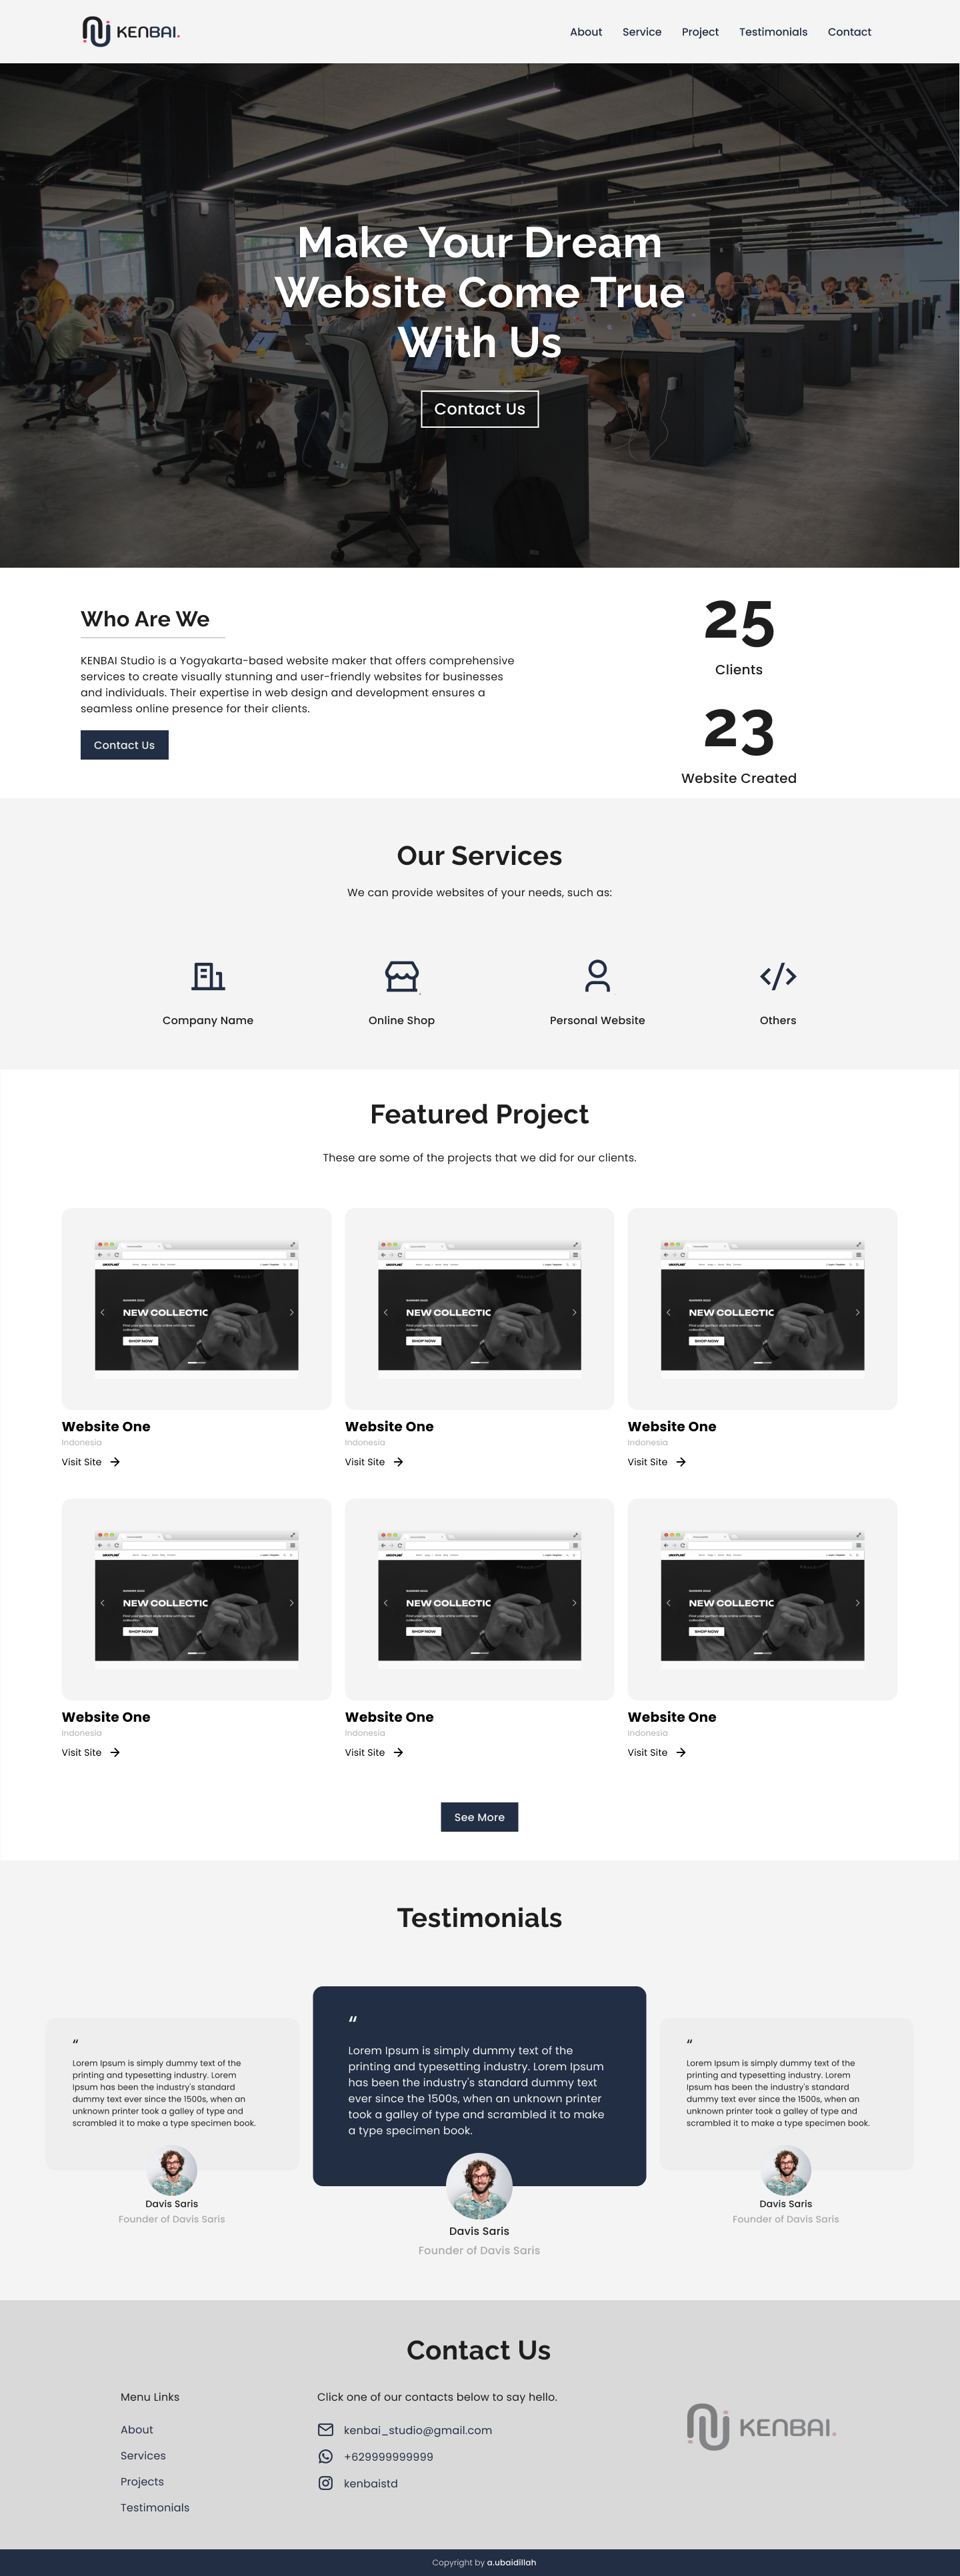 KENBAI.
About Service Project Testimonials Contact
Make Your Dream
Website Come True
With Us
Contact Us
Who Are We
KENBAI Studio is a Yogyakarta-based website maker that offers comprehensive
services to create visually stunning and user-friendly websites for businesses
and individuals. Their expertise in web design and development ensures a
seamless online presence for their clients.
Contact Us
25
Clients
23
Website Created
Our Services
We can provide websites of your needs, such as:
Company Name
Online Shop
Personal Website
Others
Featured Project
These are some of the projects that we did for our clients.
NEW COLLECTIC
SHOP NOW
Website One
Indonesia
Visit Site
NEW COLLECTIC
SHOP NOW
Website One
Indonesia
Visit Site
NEW COLLECTIC
SHOP NOW
Website One
Indonesia
Visit Site
NEW COLLECTIC
SHOP NOW
Website One
Indonesia
Visit Site
NEW COLLECTIC
SHOP NOW
Website One
Indonesia
Visit Site
NEW COLLECTIC
SHOP NOW
Website One
Indonesia
Visit Site
See More
Testimonials
“
Lorem Ipsum is simply dummy text of the
printing and typesetting industry. Lorem
Ipsum has been the industry's standard
dummy text ever since the 1500s, when an
unknown printer took a galley of type and
scrambled it to make a type specimen book.
Davis Saris
Founder of Davis Saris
“
Lorem Ipsum is simply dummy text of the
printing and typesetting industry. Lorem Ipsum
has been the industry's standard dummy text
ever since the 1500s, when an unknown printer
took a galley of type and scrambled it to make
a type specimen book.
Davis Saris
Founder of Davis Saris
“
Lorem Ipsum is simply dummy text of the
printing and typesetting industry. Lorem
Ipsum has been the industry's standard
dummy text ever since the 1500s, when an
unknown printer took a galley of type and
scrambled it to make a type specimen book.
Davis Saris
Founder of Davis Saris
Contact Us
Menu Links
About
Services
Projects
Testimonials
Click one of our contacts below to say hello.
kenbai_studio@gmail.com
+629999999999
kenbaistd
KENBAI.
Copyright by a.ubaidillah